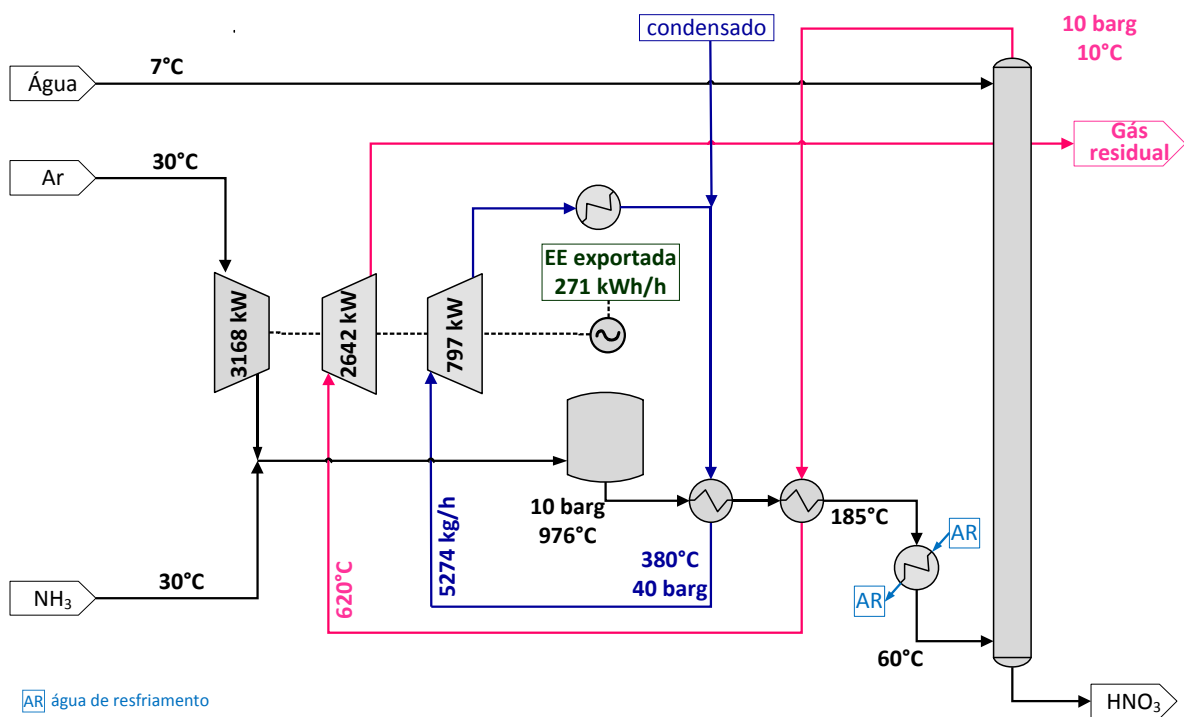 condensado
10 barg
10°C
Água
7°C
Gás
residual
Ar
30°C
EE exportada
271 kWh/h
3168 kW
2642 kW
797 kW
10 barg
976°C
185°C
AR
380°C
40 barg
5274 kg/h
620°C
AR
NH₃
30°C
60°C
AR água de resfriamento
HNO₃